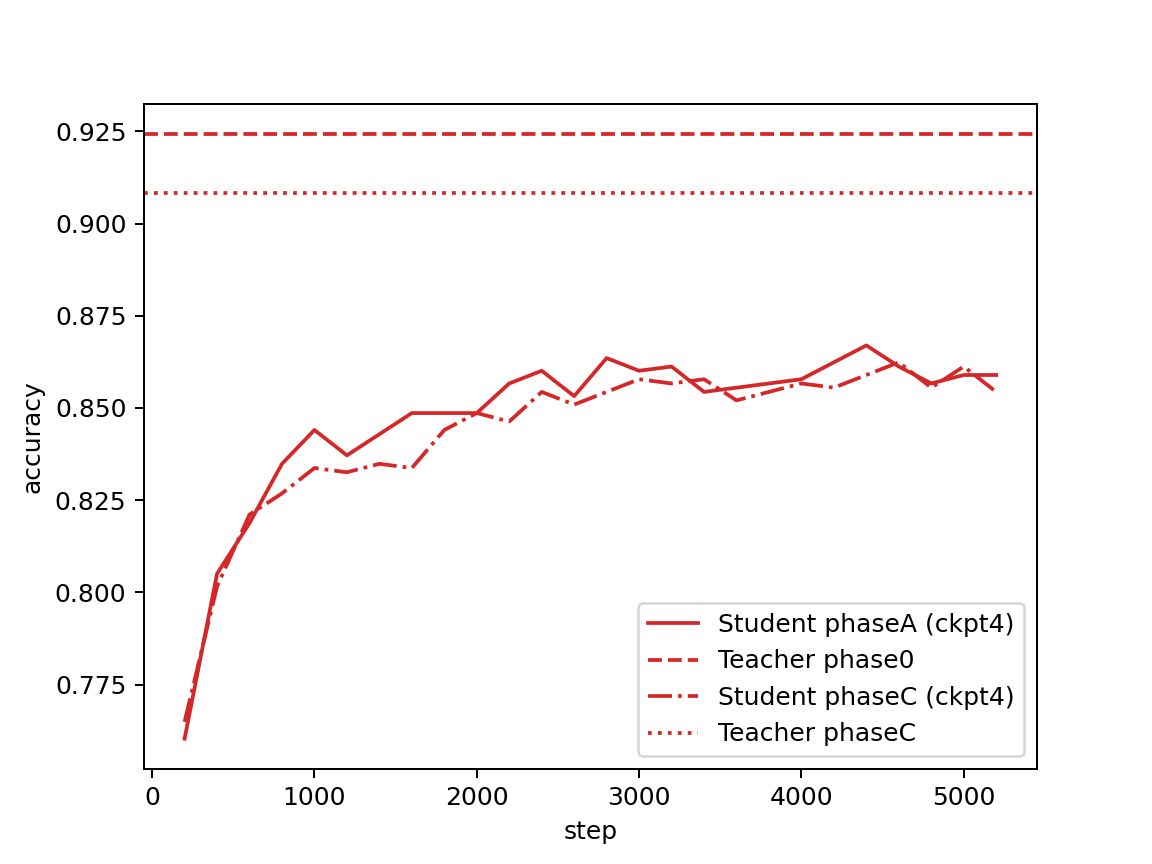 0.925
0.900
0.875
0.850
0.825
0.800
0.775
accuracy
0 1000 2000 3000 4000 5000
step
Student phaseA (ckpt4)
Teacher phase0
Student phaseC (ckpt4)
Teacher phaseC